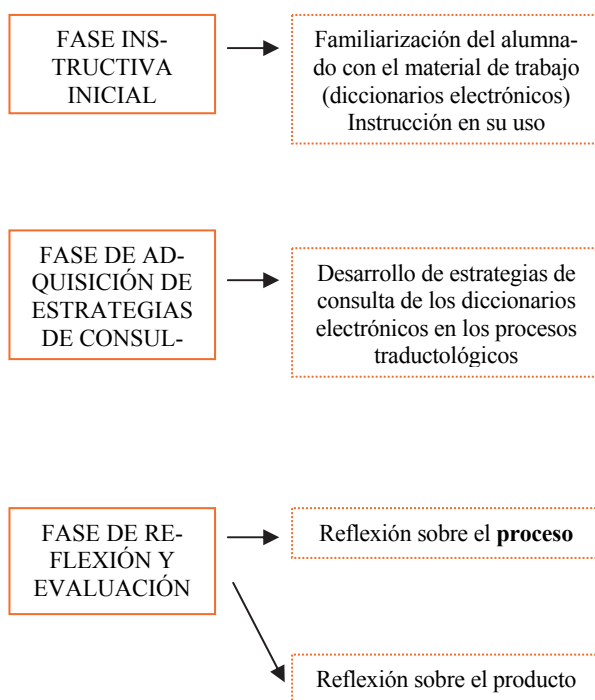 FASE INS-
TRUCTIVA
INICIAL
Familiarización del alumna-
do con el material de trabajo
(diccionarios electrónicos)
Instrucción en su uso
FASE DE AD-
QUISICIÓN DE
ESTRATEGIAS
DE CONSUL-
Desarrollo de estrategias de
consulta de los diccionarios
electrónicos en los procesos
traductológicos
FASE DE RE-
FLEXIÓN Y
EVALUACIÓN
Reflexión sobre el proceso
Reflexión sobre el producto